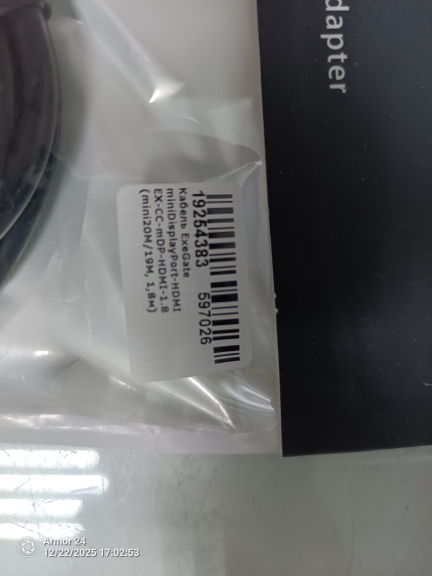 dapter
19254383 597026
Кабель ExeGate
miniDisplayPort-HDMI
EX-CC-mDP-HDMI-1.8
(mini20M/19M, 1,8м)
Armor 24
12/22/2025 17:02:53